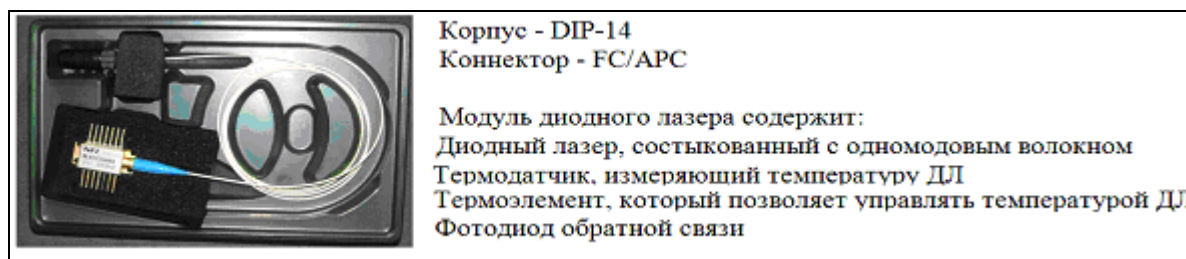 Корпус - DIP-14
Коннектор - FC/APC
Модуль диодного лазера содержит:
Диодный лазер, состыкованный с одномодовым волокном
Термодатчик, измеряющий температуру ДЛ
Термоэлемент, который позволяет управлять температурой ДЛ
Фотодиод обратной связи